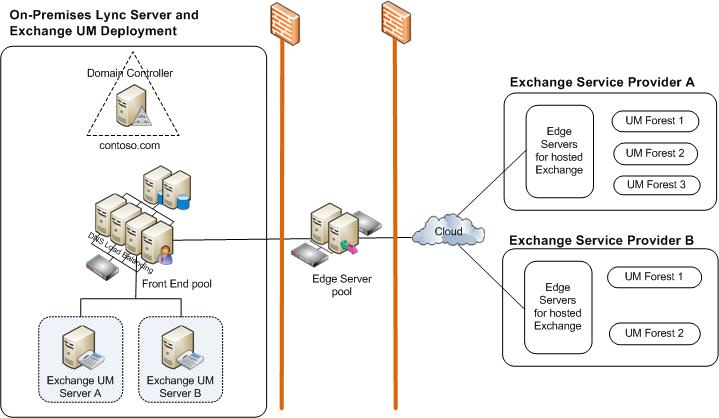 On-Premises Lync Server and
Exchange UM Deployment
Domain Controller
contoso.com
DNS Load Balancing
Front End pool
Exchange UM
Server A
Exchange UM
Server B
Edge Server
pool
Cloud
Exchange Service Provider A
Edge
Servers
for hosted
Exchange
UM Forest 1
UM Forest 2
UM Forest 3
Exchange Service Provider B
Edge
Servers
for hosted
Exchange
UM Forest 1
UM Forest 2